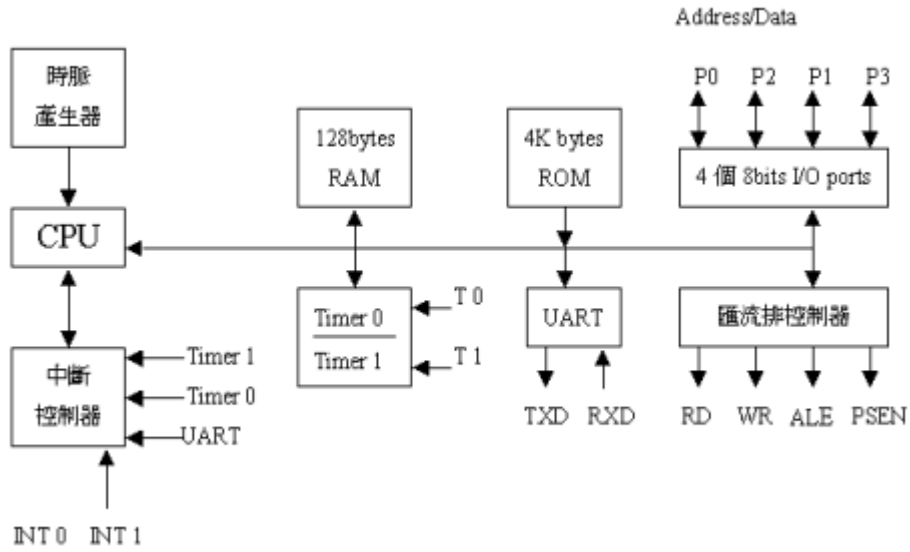 Address/Data
P0 P2 P1 P3
時脈
產生器
128bytes
RAM
4K bytes
ROM
4 個 8bits I/O ports
CPU
Timer 0
Timer 1
T 0
T 1
UART
TXD RXD
匯流排控制器
RD WR ALE PSEN
中斷
控制器
Timer 1
Timer 0
UART
INT 0 INT 1